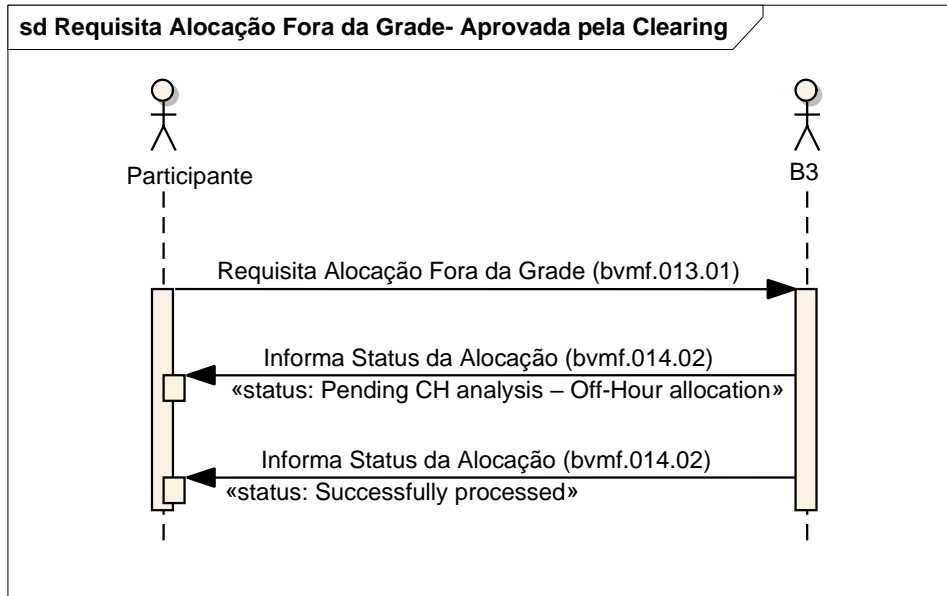 sd Requisita Alocação Fora da Grade- Aprovada pela Clearing
Participante
B3
Requisita Alocação Fora da Grade (bvmf.013.01)
Informa Status da Alocação (bvmf.014.02)
«status: Pending CH analysis – Off-Hour allocation»
Informa Status da Alocação (bvmf.014.02)
«status: Successfully processed»